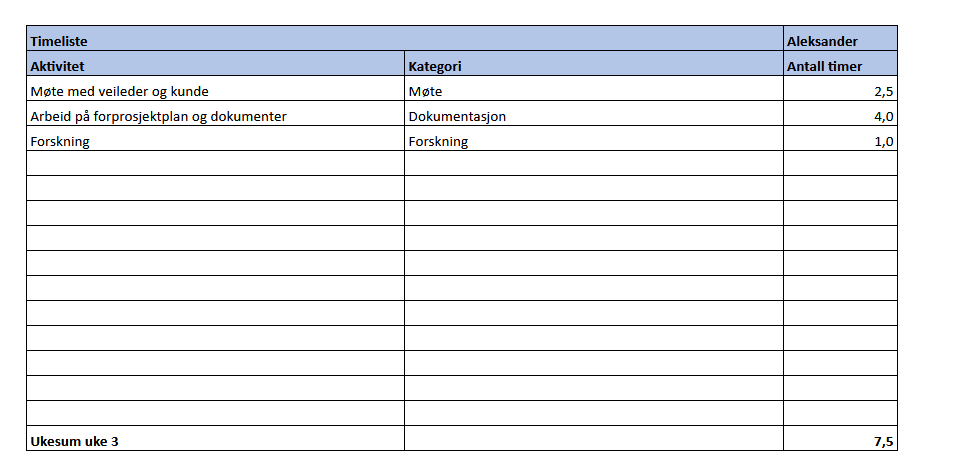 Timeliste Aleksander
Aktivitet Kategori Antall timer
Møte med veileder og kunde Møte 2,5
Arbeid på forprosjektplan og dokumenter Dokumentasjon 4,0
Forskning Forskning 1,0
Ukesum uke 3 7,5